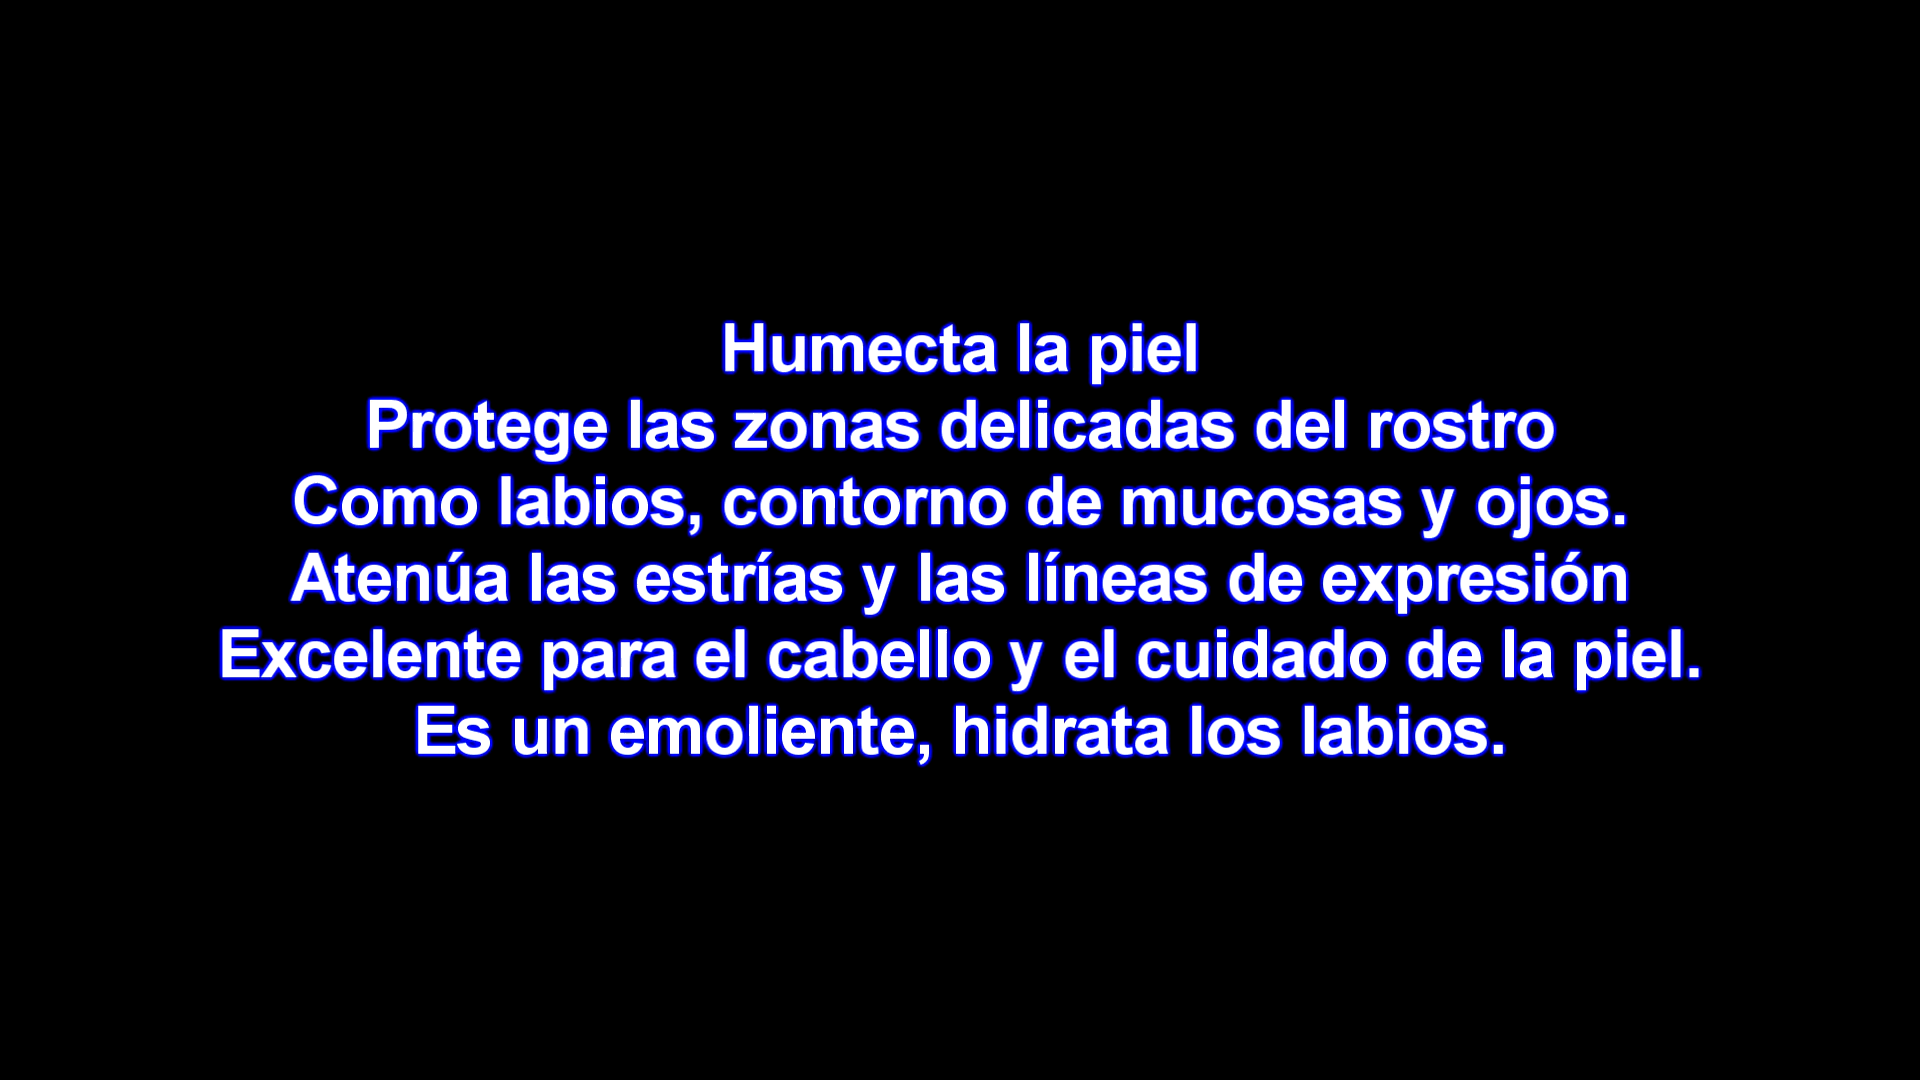 Humecta la piel
Protege las zonas delicadas del rostro
Como labios, contorno de mucosas y ojos.
Atenúa las estrías y las líneas de expresión
Excelente para el cabello y el cuidado de la piel.
Es un emoliente, hidrata los labios.